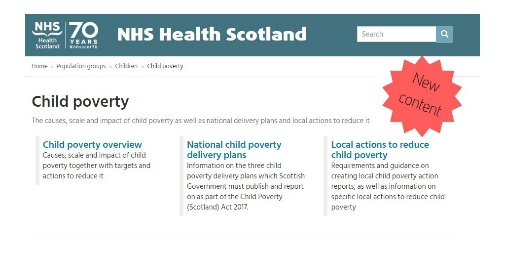 NHS
Health
Scotland
70
YEARS
NHS Health Scotland
Search
Home > Population groups > Children > Child poverty
New
content
Child poverty
The causes, scale and impact of child poverty as well as national delivery plans and local actions to reduce it
Child poverty overview
Causes, scale and impact of child
poverty together with targets and
actions to reduce it
National child poverty
delivery plans
Information on the three child
poverty delivery plans which Scottish
Government must publish and report
on as part of the Child Poverty
(Scotland) Act 2017.
Local actions to reduce
child poverty
Requirements and guidance on
creating local child poverty action
reports, as well as information on
specific local actions to reduce child
poverty